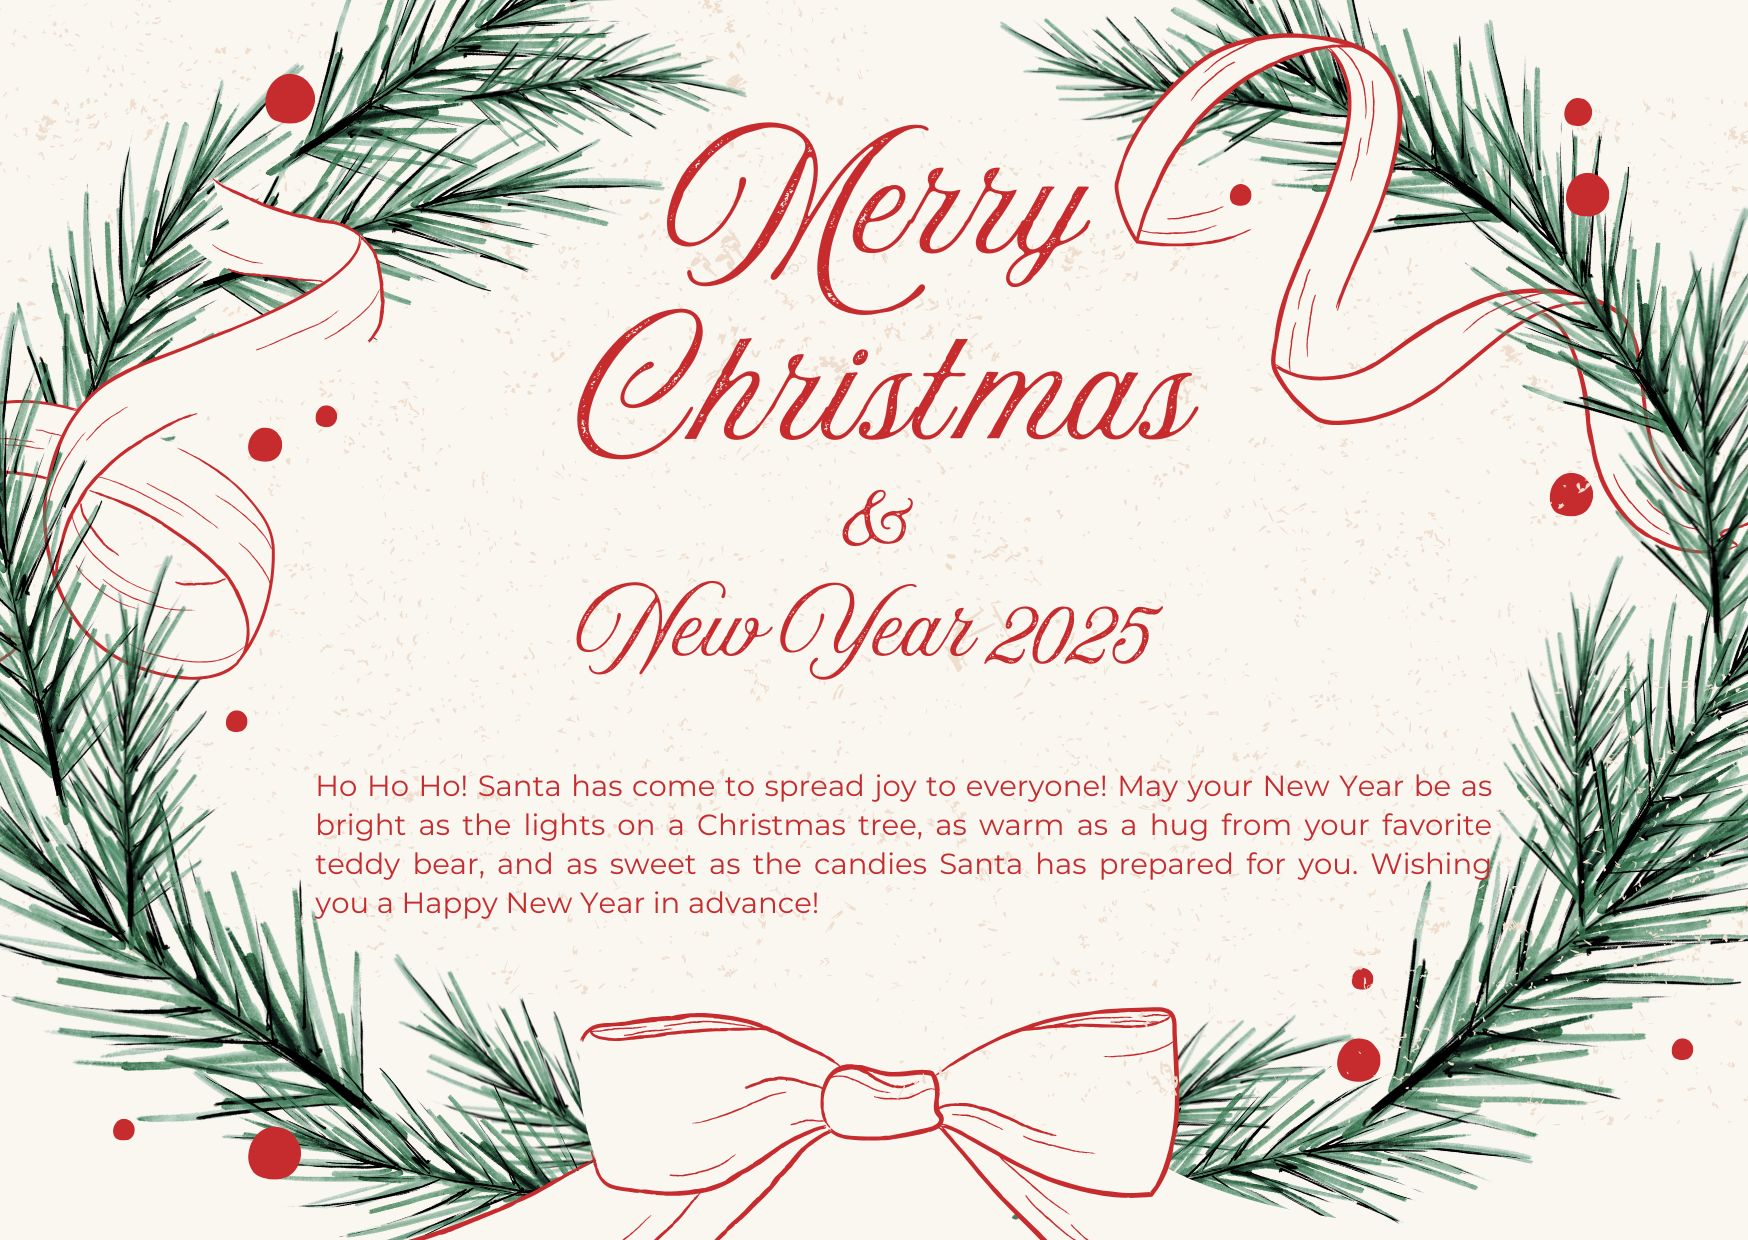 Merry
Christmas
&
New Year 2025
Ho Ho Ho! Santa has come to spread joy to everyone! May your New Year be as
bright as the lights on a Christmas tree, as warm as a hug from your favorite
teddy bear, and as sweet as the candies Santa has prepared for you. Wishing
you a Happy New Year in advance!